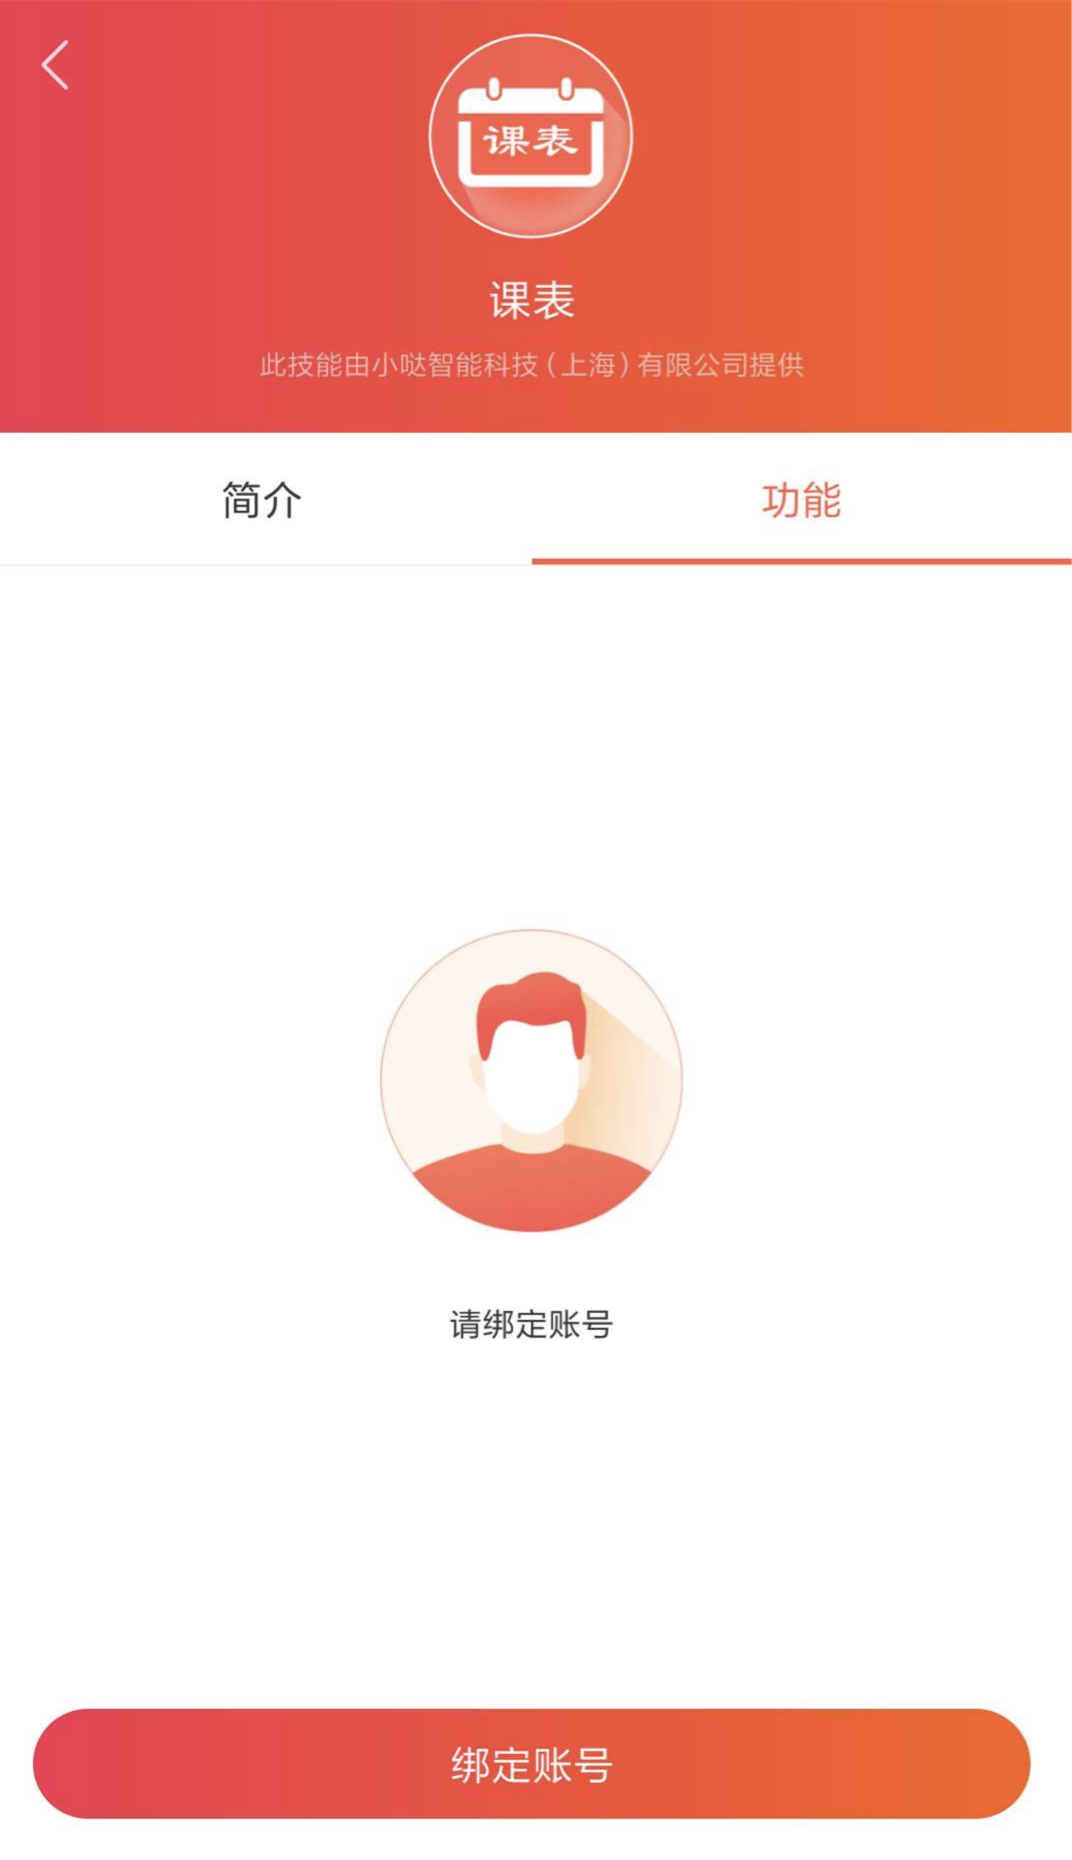 课表
课表
此技能由小哒智能科技（上海）有限公司提供
简介
功能
请绑定账号
绑定账号